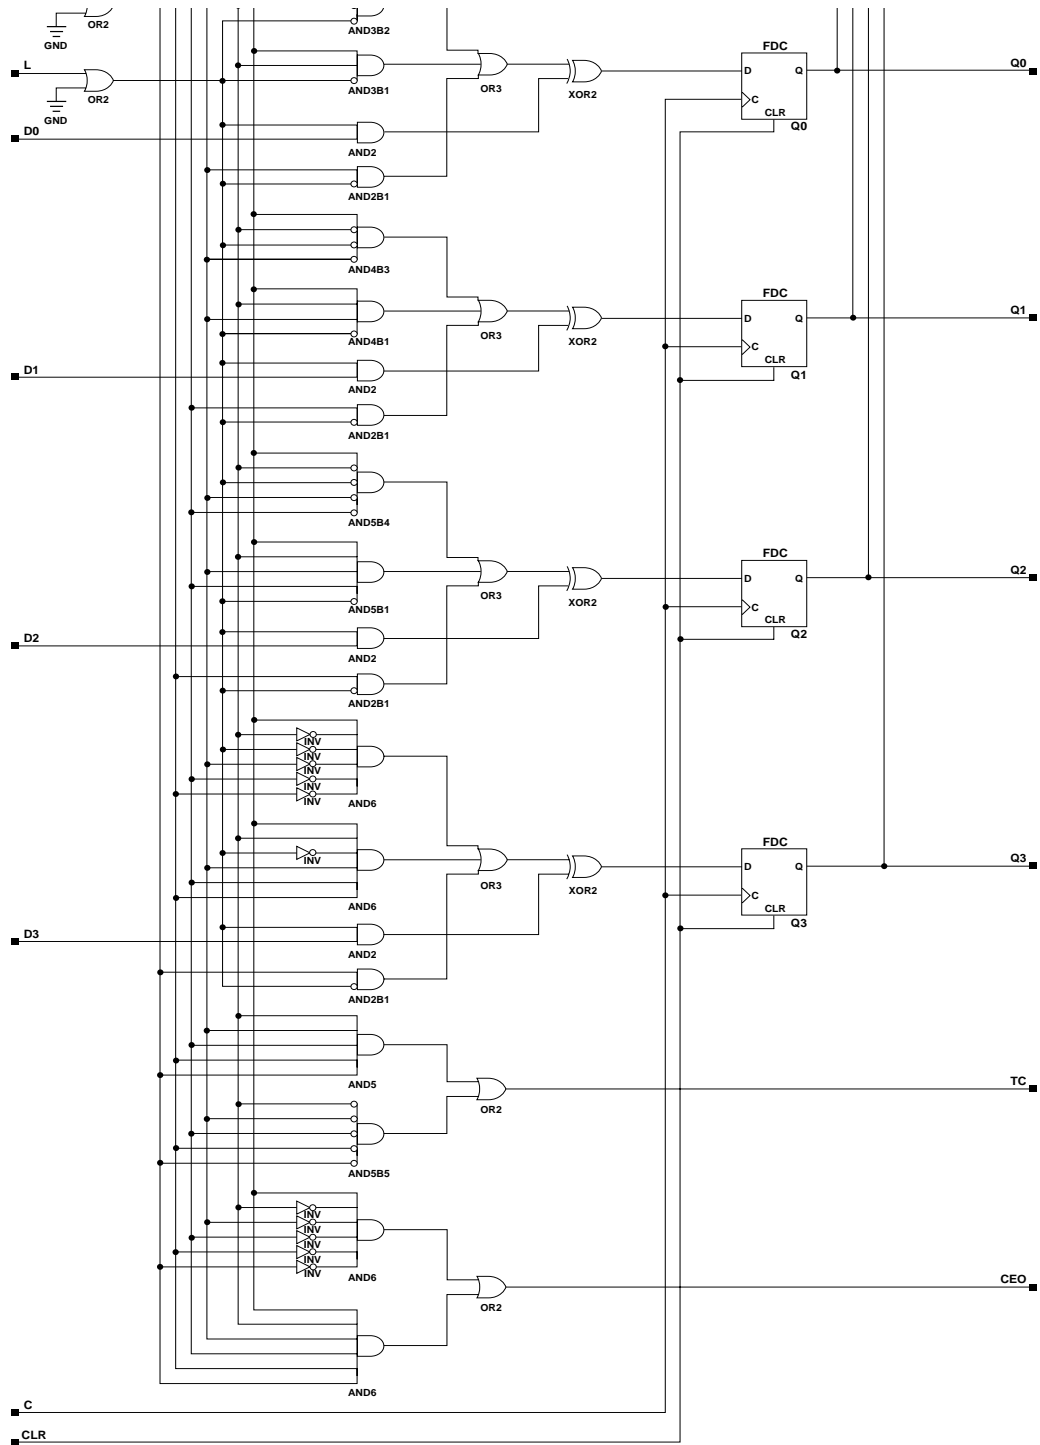 OR2
AND3B2
GND
FDC
L
D
Q
Q0
OR2
AND3B1
OR3
XOR2
C
GND
CLR
D0
Q0
AND2
AND2B1
AND4B3
FDC
Q1
D
Q
AND4B1
OR3
XOR2
C
CLR
D1
Q1
AND2
AND2B1
AND5B4
FDC
Q2
D
Q
OR3
XOR2
AND5B1
C
CLR
D2
Q2
AND2
AND2B1
INV
INV
INV
INV
INV
AND6
FDC
INV
D
Q
Q3
OR3
XOR2
C
AND6
CLR
D3
Q3
AND2
AND2B1
AND5
TC
OR2
AND5B5
INV
INV
INV
INV
INV
AND6
CEO
OR2
AND6
C
CLR